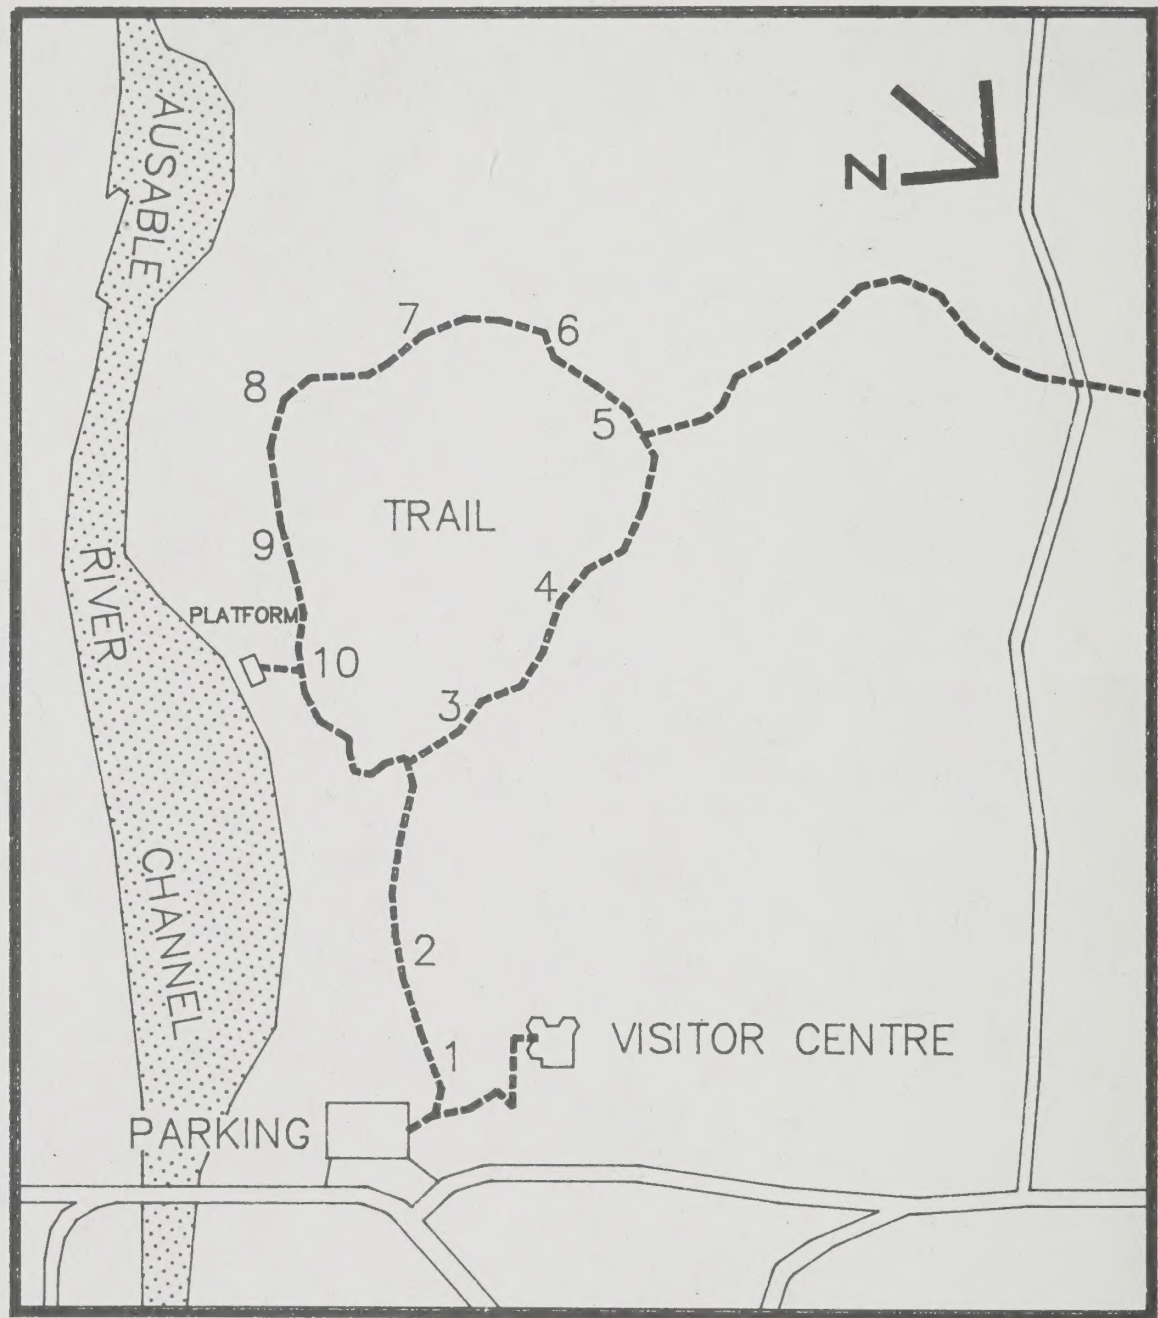 AUSABLE
RIVER
CHANNEL
N
7
6
8
5
TRAIL
9
4
PLATFORM
10
3
2
1
VISITOR CENTRE
PARKING